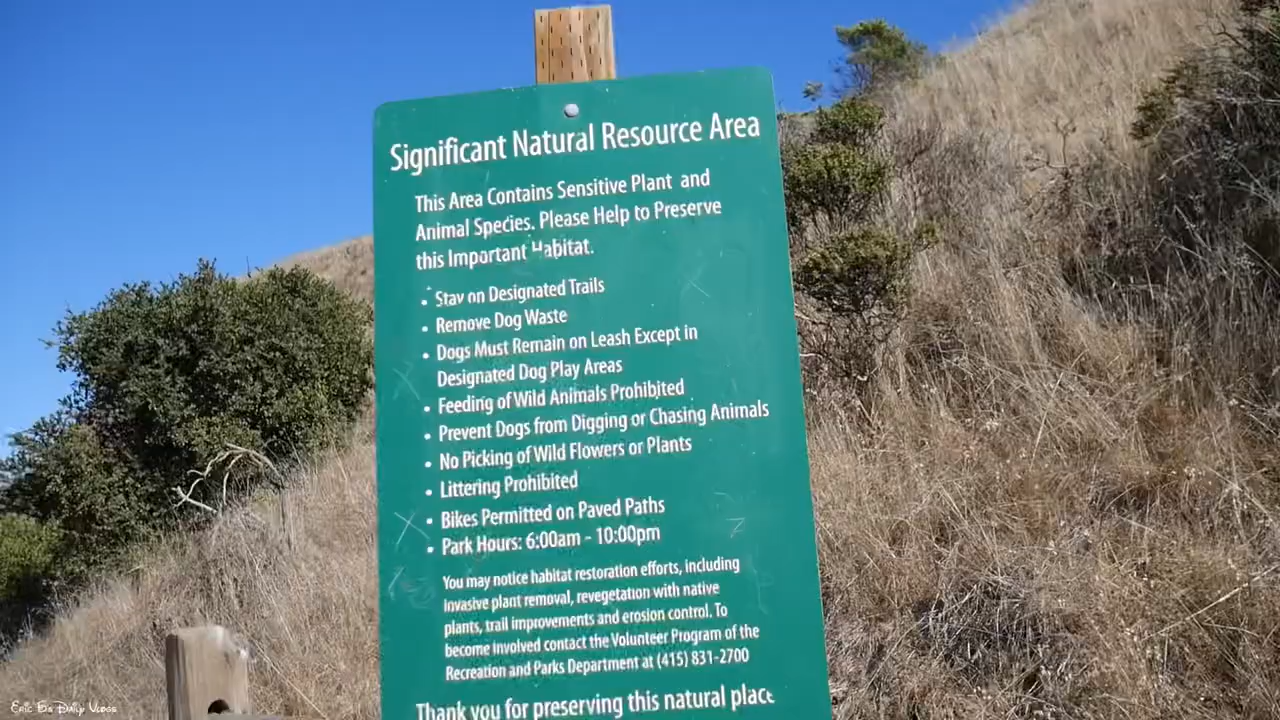 Significant Natural Resource Area
This Area Contains Sensitive Plant and
Animal Species. Please Help to Preserve
this Important Habitat.
• Stay on Designated Trails
• Remove Dog Waste
• Dogs Must Remain on Leash Except in
Designated Dog Play Areas
• Feeding of Wild Animals Prohibited
• Prevent Dogs from Digging or Chasing Animals
• No Picking of Wild Flowers or Plants
• Littering Prohibited
• Bikes Permitted on Paved Paths
• Park Hours: 6:00am - 10:00pm
You may notice habitat restoration efforts, including
invasive plant removal, revegetation with native
plants, trail improvements and erosion control. To
become involved contact the Volunteer Program of the
Recreation and Parks Department at (415) 831-2700
Thank you for preserving this natural place
Eric D's Daily Vlogs